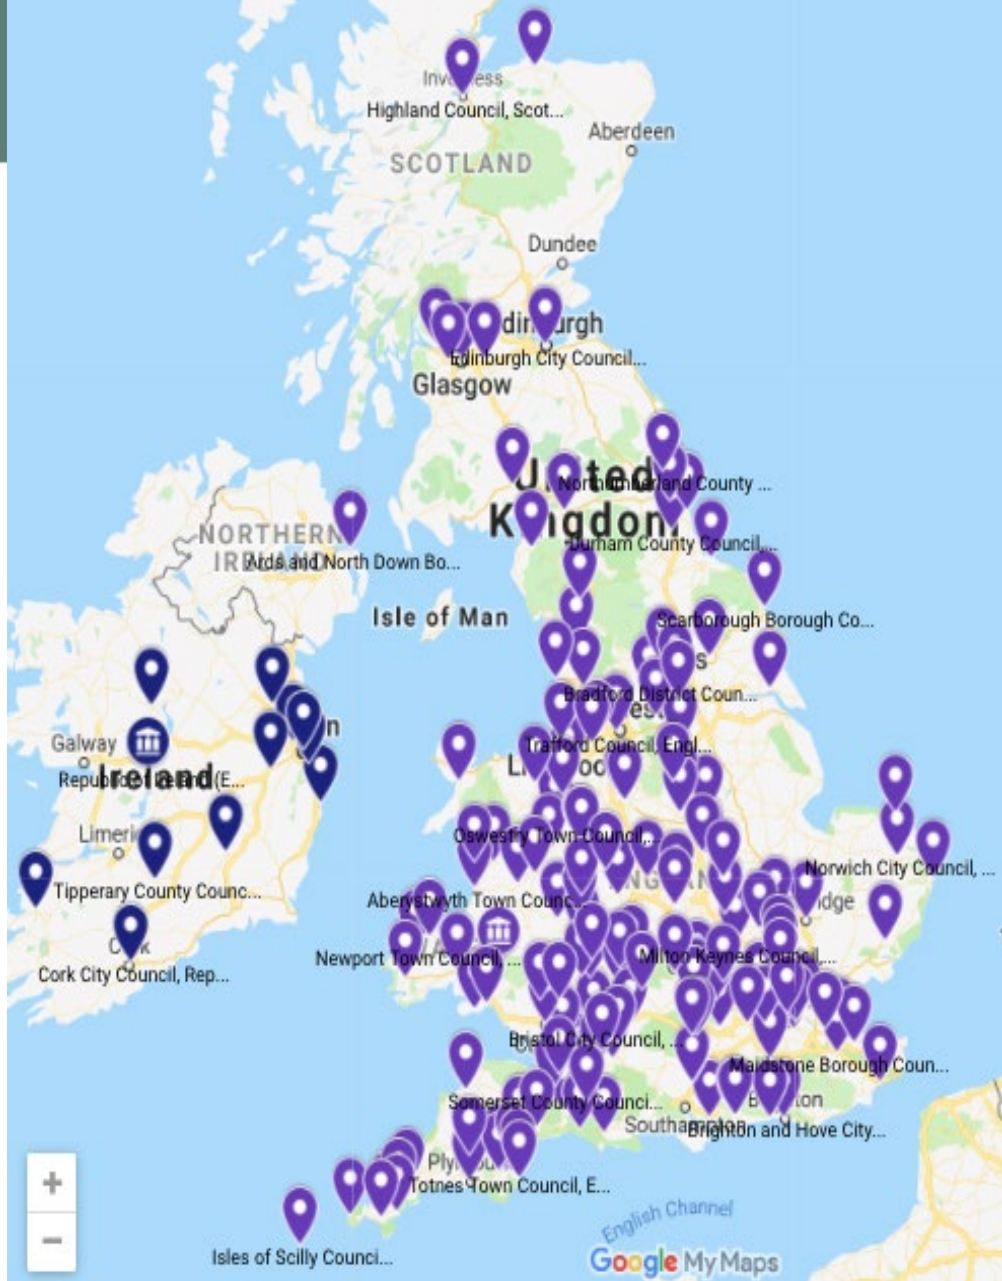 Highland Council, Scot...
Aberdeen
SCOTLAND
Dundee
Edinburgh City Council...
Glasgow
United
Northumberland County ...
Kingdom
NORTHERN
Durham County Council,...
Ards and North Down Bo...
Isle of Man
Scarborough Borough Co...
Bradford District Coun...
Trafford Council, Engl...
Galway
Ireland
Oswestry Town Council,...
Tipperary County Counc...
Norwich City Council, ...
Aberystwyth Town Counc...
Newport Town Council, ...
Milton Keynes Council,...
Cork City Council, Rep...
Bristol City Council, ...
Maidstone Borough Coun...
Somerset County Counci...
Southampton
Brighton and Hove City...
Totnes Town Council, E...
English Channel
Isles of Scilly Counci...
Google My Maps
+
−